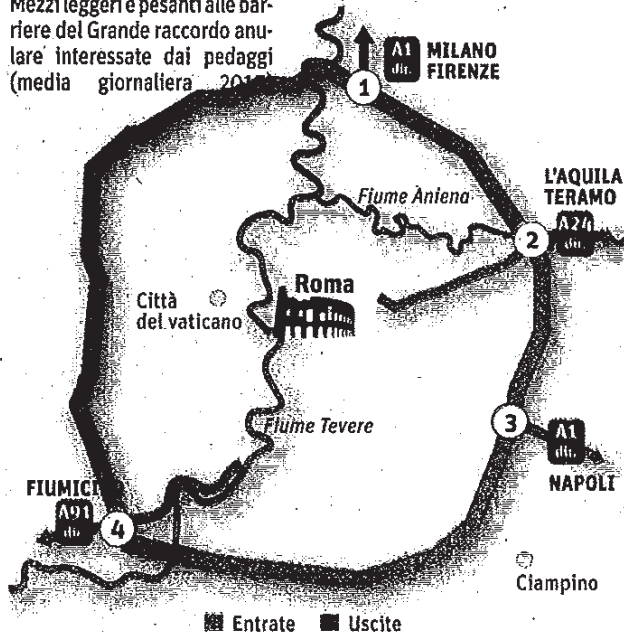 Mezzi leggeri e pesanti alle bar-
riere del Grande raccordo anu-
lare interessate dai pedaggi
(media giornaliera
A1
dir.
MILANO
FIRENZE
1
L'AQUILA
TERAMO
A24
dir.
2
Fiume Aniene
Roma
Città
del vaticano
3
A1
dir.
NAPOLI
Fiume Tevere
FIUMICI
A91
dir.
4
Ciampino
Entrate Uscite